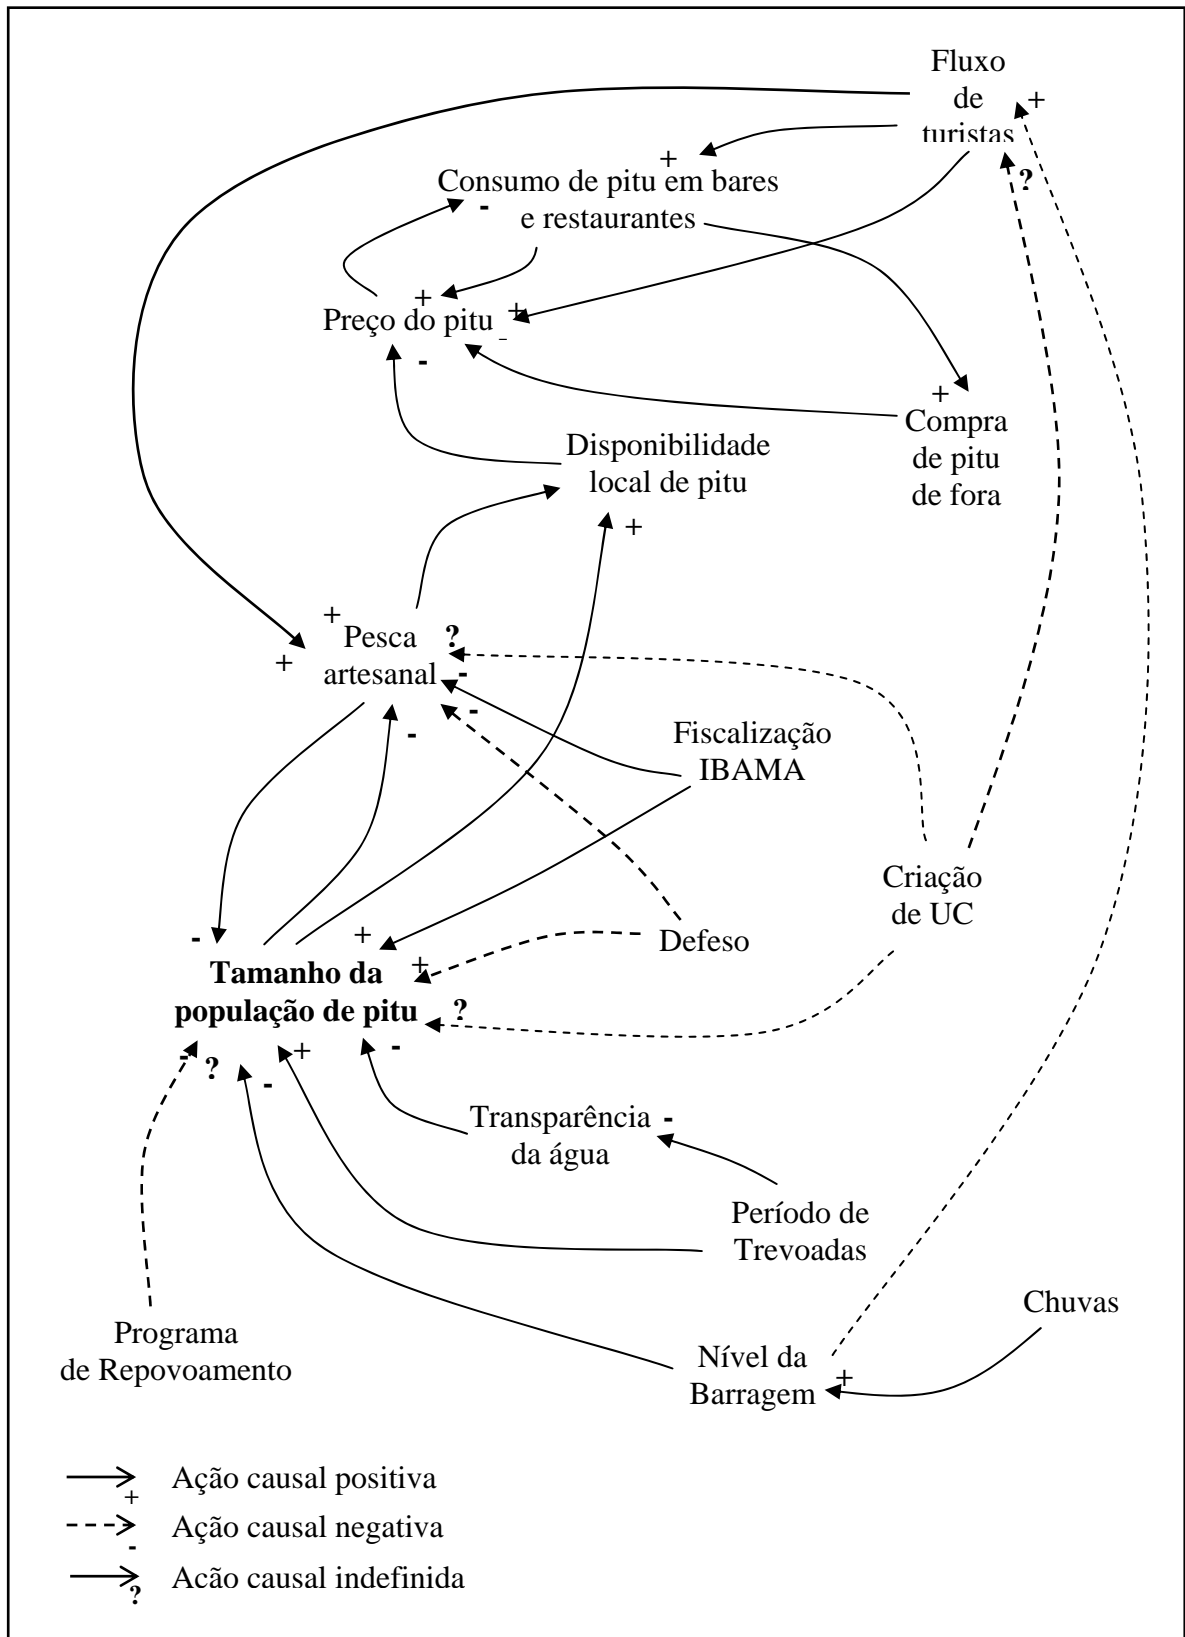 Fluxo
de
turistas
+
?
+
Consumo de pitu em bares
e restaurantes
-
+
+
Preço do pitu
-
-
+
Compra
de pitu
de fora
Disponibilidade
local de pitu
+
+
Pesca
artesanal
?
+
-
-
-
Fiscalização
IBAMA
Criação
de UC
Defeso
-
+
+
Tamanho da
população de pitu
?
-
?
-
+
-
Transparência
da água
-
Período de
Trevoadas
Chuvas
Programa
de Repovoamento
Nível da
Barragem
+
Ação causal positiva
+
Ação causal negativa
-
Acão causal indefinida
?